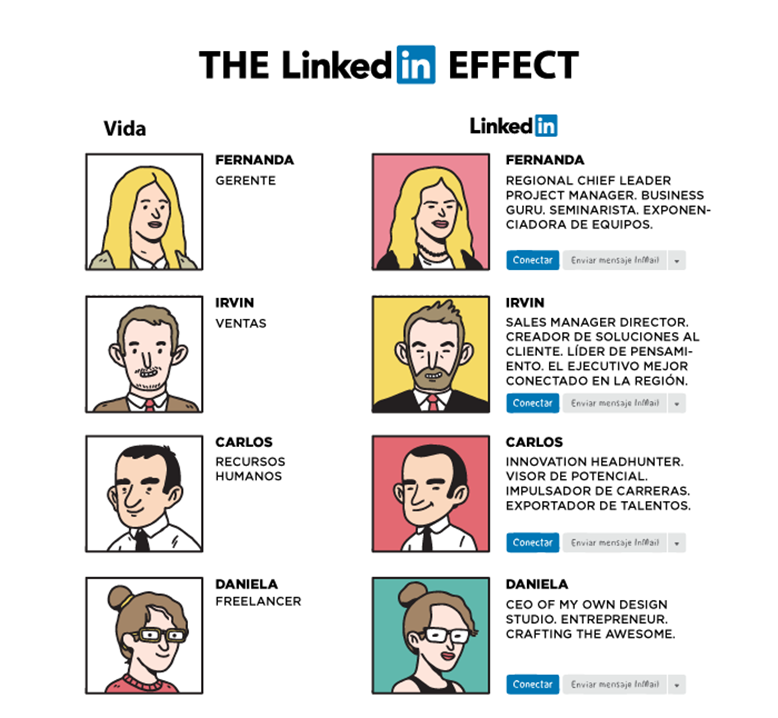 THE Linkedin EFFECT
Vida
Linkedin
FERNANDA
GERENTE
FERNANDA
REGIONAL CHIEF LEADER
PROJECT MANAGER. BUSINESS
GURU. SEMINARISTA. EXPONEN-
CIADORA DE EQUIPOS.
Conectar
Enviar mensaje InMail
IRVIN
VENTAS
IRVIN
SALES MANAGER DIRECTOR.
CREADOR DE SOLUCIONES AL
CLIENTE. LÍDER DE PENSAMI-
ENTO. EL EJECUTIVO MEJOR
CONECTADO EN LA REGIÓN.
Conectar
Enviar mensaje InMail
CARLOS
RECURSOS
HUMANOS
CARLOS
INNOVATION HEADHUNTER.
VISOR DE POTENCIAL.
IMPULSADOR DE CARRERAS.
EXPORTADOR DE TALENTOS.
Conectar
Enviar mensaje InMail
DANIELA
FREELANCER
DANIELA
CEO OF MY OWN DESIGN
STUDIO. ENTREPRENEUR.
CRAFTING THE AWESOME.
Conectar
Enviar mensaje InMail